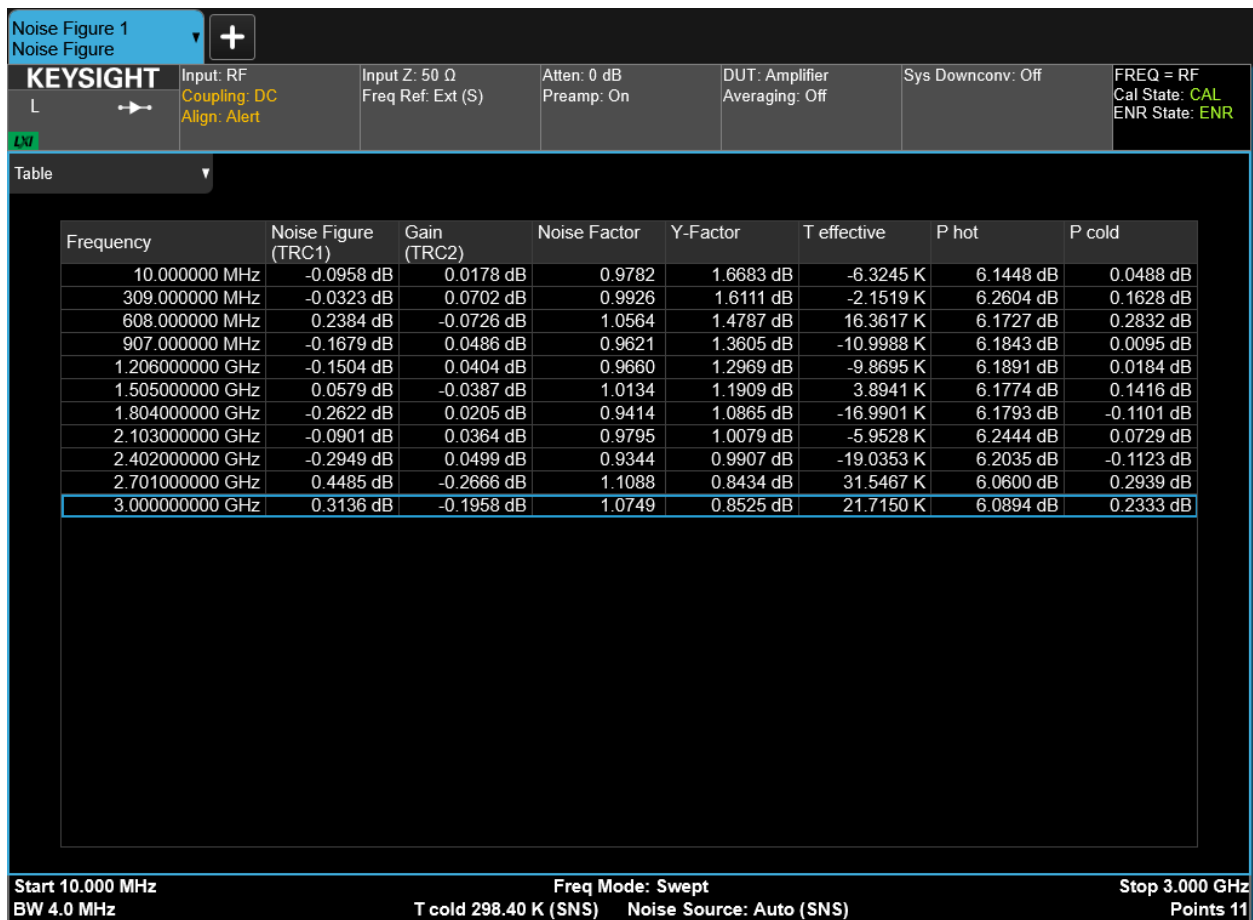 Noise Figure 1
Noise Figure
+
KEYSIGHT
L
LXI
Input: RF
Coupling: DC
Align: Alert
Input Z: 50 Ω
Freq Ref: Ext (S)
Atten: 0 dB
Preamp: On
DUT: Amplifier
Averaging: Off
Sys Downconv: Off
FREQ = RF
Cal State: CAL
ENR State: ENR
Table
Frequency Noise Figure (TRC1) Gain (TRC2) Noise Factor Y-Factor T effective P hot P cold
10.000000 MHz -0.0958 dB 0.0178 dB 0.9782 1.6683 dB -6.3245 K 6.1448 dB 0.0488 dB
309.000000 MHz -0.0323 dB 0.0702 dB 0.9926 1.6111 dB -2.1519 K 6.2604 dB 0.1628 dB
608.000000 MHz 0.2384 dB -0.0726 dB 1.0564 1.4787 dB 16.3617 K 6.1727 dB 0.2832 dB
907.000000 MHz -0.1679 dB 0.0486 dB 0.9621 1.3605 dB -10.9988 K 6.1843 dB 0.0095 dB
1.206000000 GHz -0.1504 dB 0.0404 dB 0.9660 1.2969 dB -9.8695 K 6.1891 dB 0.0184 dB
1.505000000 GHz 0.0579 dB -0.0387 dB 1.0134 1.1909 dB 3.8941 K 6.1774 dB 0.1416 dB
1.804000000 GHz -0.2622 dB 0.0205 dB 0.9414 1.0865 dB -16.9901 K 6.1793 dB -0.1101 dB
2.103000000 GHz -0.0901 dB 0.0364 dB 0.9795 1.0079 dB -5.9528 K 6.2444 dB 0.0729 dB
2.402000000 GHz -0.2949 dB 0.0499 dB 0.9344 0.9907 dB -19.0353 K 6.2035 dB -0.1123 dB
2.701000000 GHz 0.4485 dB -0.2666 dB 1.1088 0.8434 dB 31.5467 K 6.0600 dB 0.2939 dB
3.000000000 GHz 0.3136 dB -0.1958 dB 1.0749 0.8525 dB 21.7150 K 6.0894 dB 0.2333 dB
Start 10.000 MHz Freq Mode: Swept Stop 3.000 GHz
BW 4.0 MHz T cold 298.40 K (SNS) Noise Source: Auto (SNS) Points 11